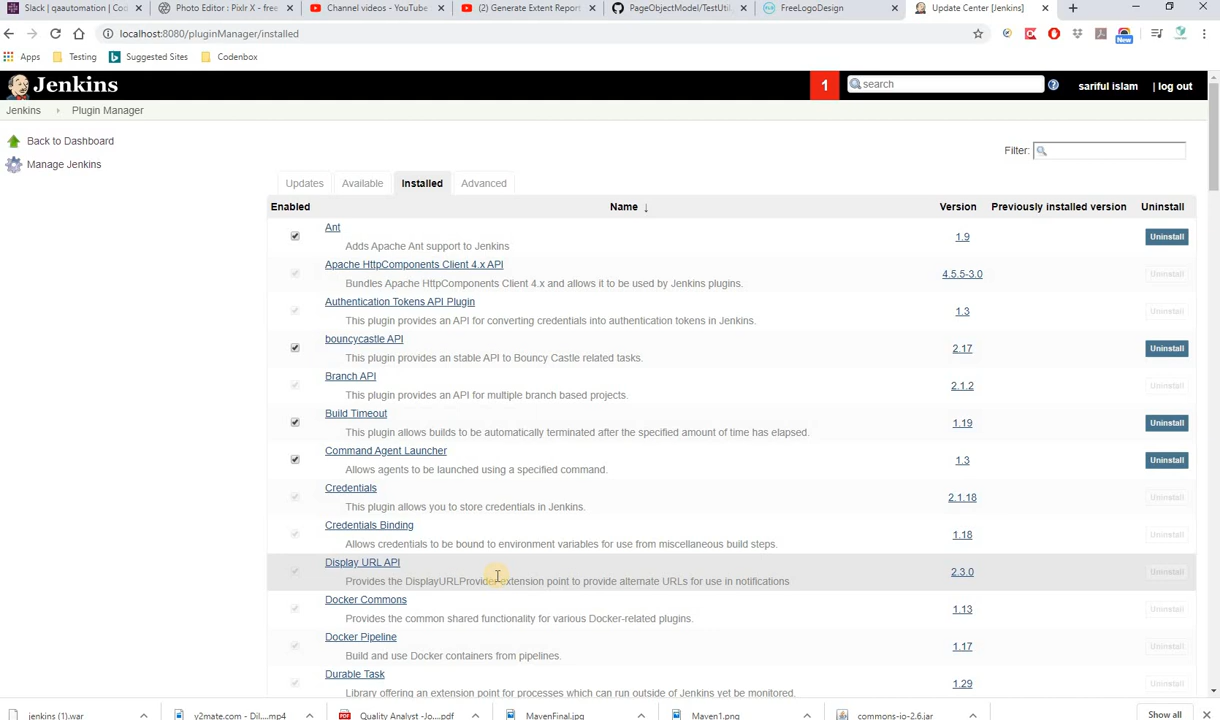 Slack | qaautomation | Cod
Photo Editor : Pixlr X - free
Channel videos - YouTube
(2) Generate Extent Report
PageObjectModel/TestUtil
FreeLogoDesign
Update Center [Jenkins]
localhost:8080/pluginManager/installed
New
Apps
Testing
Suggested Sites
Codenbox
Jenkins
1
search
sariful islam
| log out
Jenkins
Plugin Manager
Back to Dashboard
Manage Jenkins
Filter:
Updates
Available
Installed
Advanced
Enabled
Name ↓
Version
Previously installed version
Uninstall
Ant
Adds Apache Ant support to Jenkins
1.9
Uninstall
Apache HttpComponents Client 4.x API
Bundles Apache HttpComponents Client 4.x and allows it to be used by Jenkins plugins.
4.5.5-3.0
Uninstall
Authentication Tokens API Plugin
This plugin provides an API for converting credentials into authentication tokens in Jenkins.
1.3
Uninstall
bouncycastle API
This plugin provides an stable API to Bouncy Castle related tasks.
2.17
Uninstall
Branch API
This plugin provides an API for multiple branch based projects.
2.1.2
Uninstall
Build Timeout
This plugin allows builds to be automatically terminated after the specified amount of time has elapsed.
1.19
Uninstall
Command Agent Launcher
Allows agents to be launched using a specified command.
1.3
Uninstall
Credentials
This plugin allows you to store credentials in Jenkins.
2.1.18
Uninstall
Credentials Binding
Allows credentials to be bound to environment variables for use from miscellaneous build steps.
1.18
Uninstall
Display URL API
Provides the DisplayURLProvider extension point to provide alternate URLs for use in notifications
2.3.0
Uninstall
Docker Commons
Provides the common shared functionality for various Docker-related plugins.
1.13
Uninstall
Docker Pipeline
Build and use Docker containers from pipelines.
1.17
Uninstall
Durable Task
Library offering an extension point for processes which can run outside of Jenkins yet be monitored.
1.29
Uninstall
jenkins (1).war
y2mate.com - Dil....mp4
Quality Analyst -Jo....pdf
MavenFinal.jpg
Maven1.png
commons-io-2.6.jar
Show all